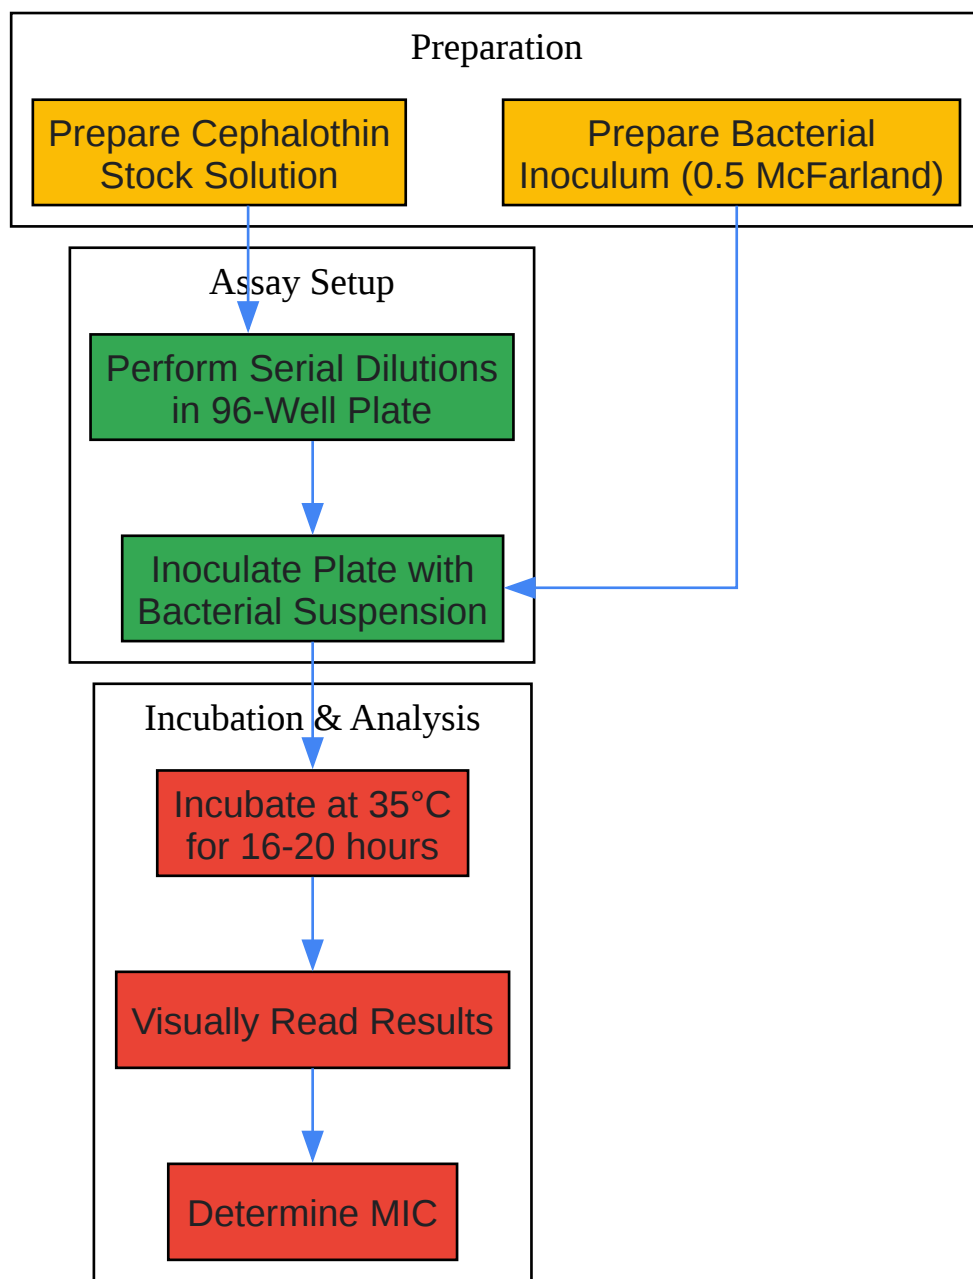 Preparation
Prepare Cephalothin
Stock Solution
Prepare Bacterial
Inoculum (0.5 McFarland)
Assay Setup
Perform Serial Dilutions
in 96-Well Plate
Inoculate Plate with
Bacterial Suspension
Incubation & Analysis
Incubate at 35°C
for 16-20 hours
Visually Read Results
Determine MIC